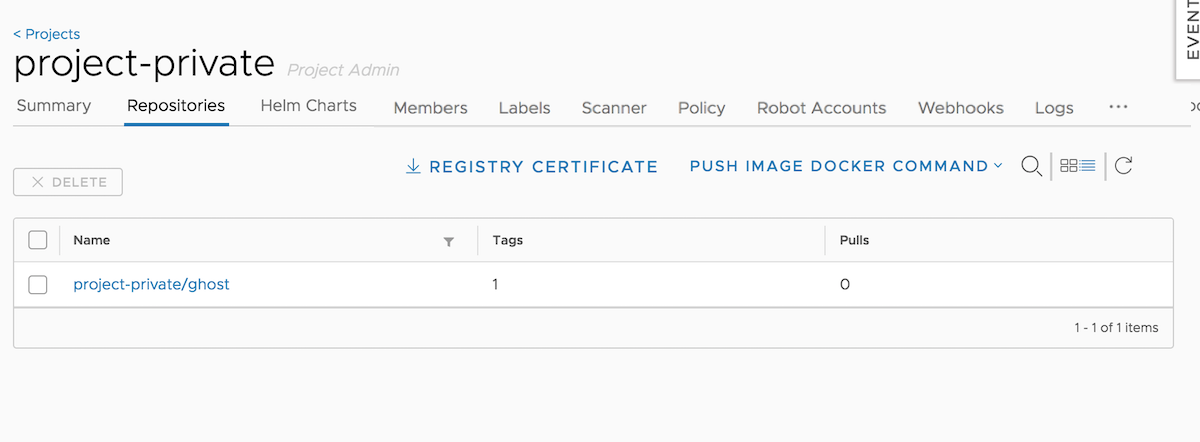 < Projects
project-private Project Admin
Summary Repositories Helm Charts Members Labels Scanner Policy Robot Accounts Webhooks Logs ···
EVENT
DELETE REGISTRY CERTIFICATE PUSH IMAGE DOCKER COMMAND
Name Tags Pulls
project-private/ghost 1 0
1 - 1 of 1 items